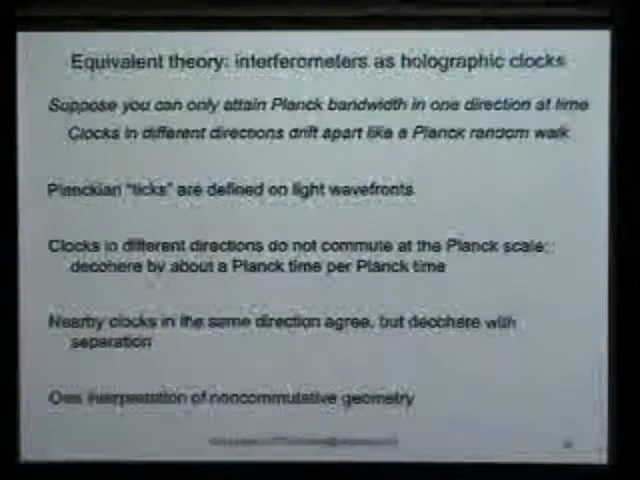 Equivalent theory: interferometers as holographic clocks
Suppose you can only attain Planck bandwidth in one direction at time
Clocks in different directions drift apart like a Planck random walk
Planckian "ticks" are defined on light wavefronts
Clocks in different directions do not commute at the Planck scale:
decohere by about a Planck time per Planck time
Nearby clocks in the same direction agree, but decohere with
separation
One interpretation of noncommutative geometry